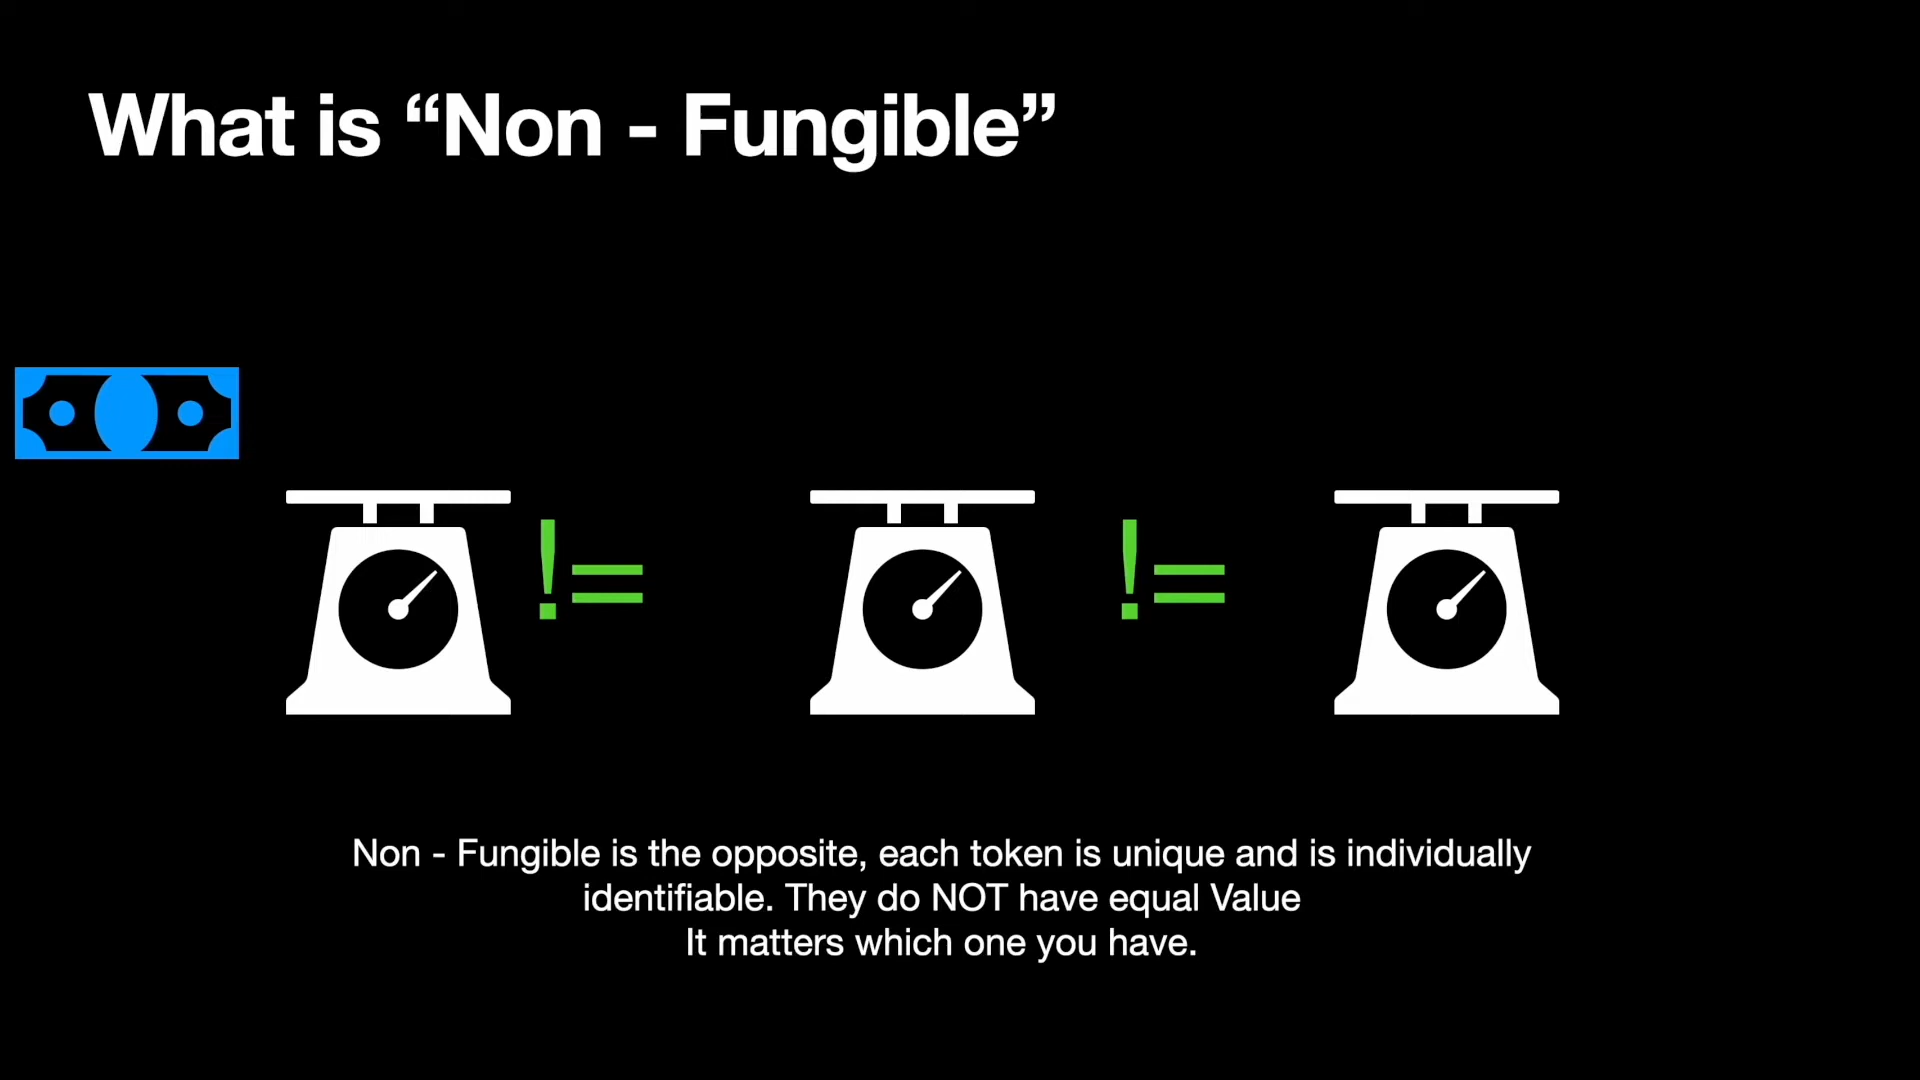 What is “Non - Fungible”
!=
!=
Non - Fungible is the opposite, each token is unique and is individually
identifiable. They do NOT have equal Value
It matters which one you have.